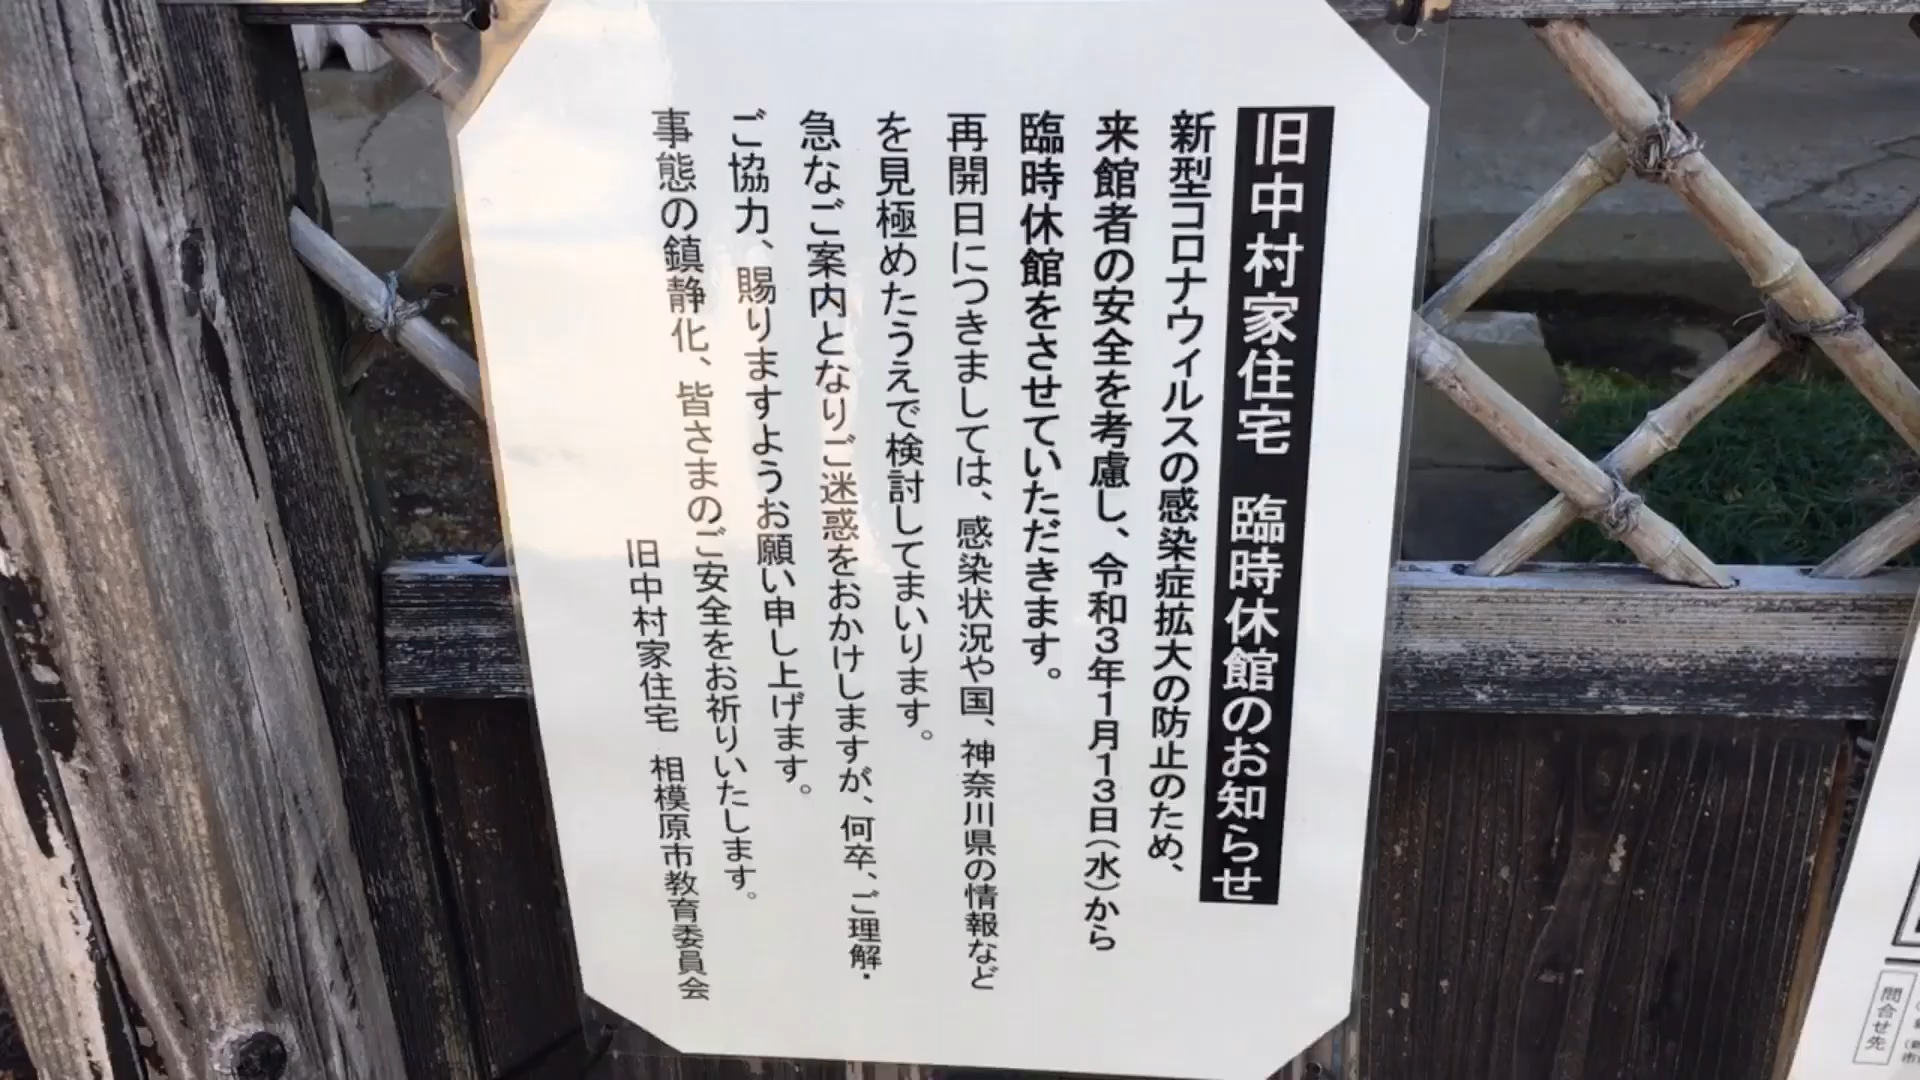 旧中村家住宅 臨時休館のお知らせ
新型コロナウィルスの感染症拡大の防止のため、
来館者の安全を考慮し、令和3年1月13日(水)から
臨時休館をさせていただきます。
再開日につきましては、感染状況や国、神奈川県の情報など
を見極めたうえで検討してまいります。
急なご案内となりご迷惑をおかけしますが、何卒、ご理解・
ご協力、賜りますようお願い申し上げます。
事態の鎮静化、皆さまのご安全をお祈りいたします。
旧中村家住宅 相模原市教育委員会
問合せ先